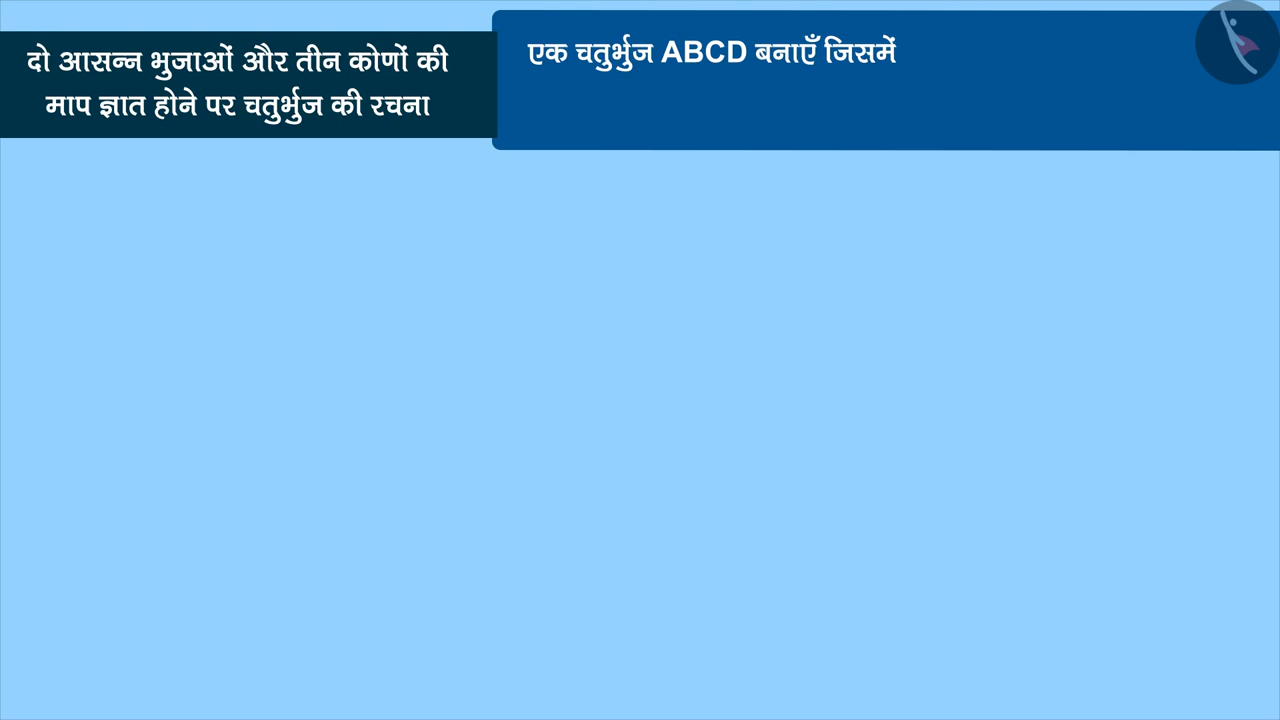 दो आसन्न भुजाओं और तीन कोणों की
माप ज्ञात होने पर चतुर्भुज की रचना
एक चतुर्भुज ABCD बनाएँ जिसमें